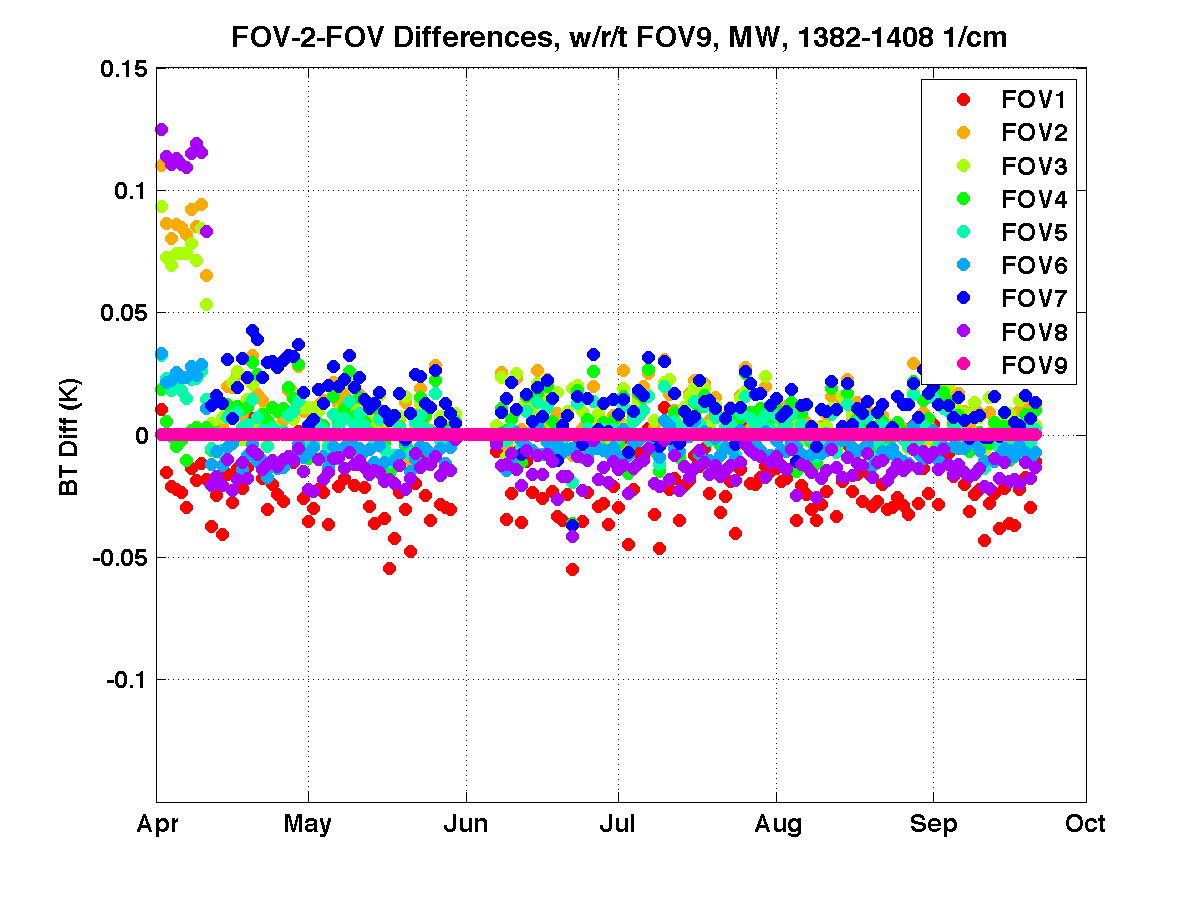 FOV-2-FOV Differences, w/r/t FOV9, MW, 1382-1408 1/cm
BT Diff (K)
0.15
0.1
0.05
0
-0.05
-0.1
Apr May Jun Jul Aug Sep Oct
FOV1
FOV2
FOV3
FOV4
FOV5
FOV6
FOV7
FOV8
FOV9